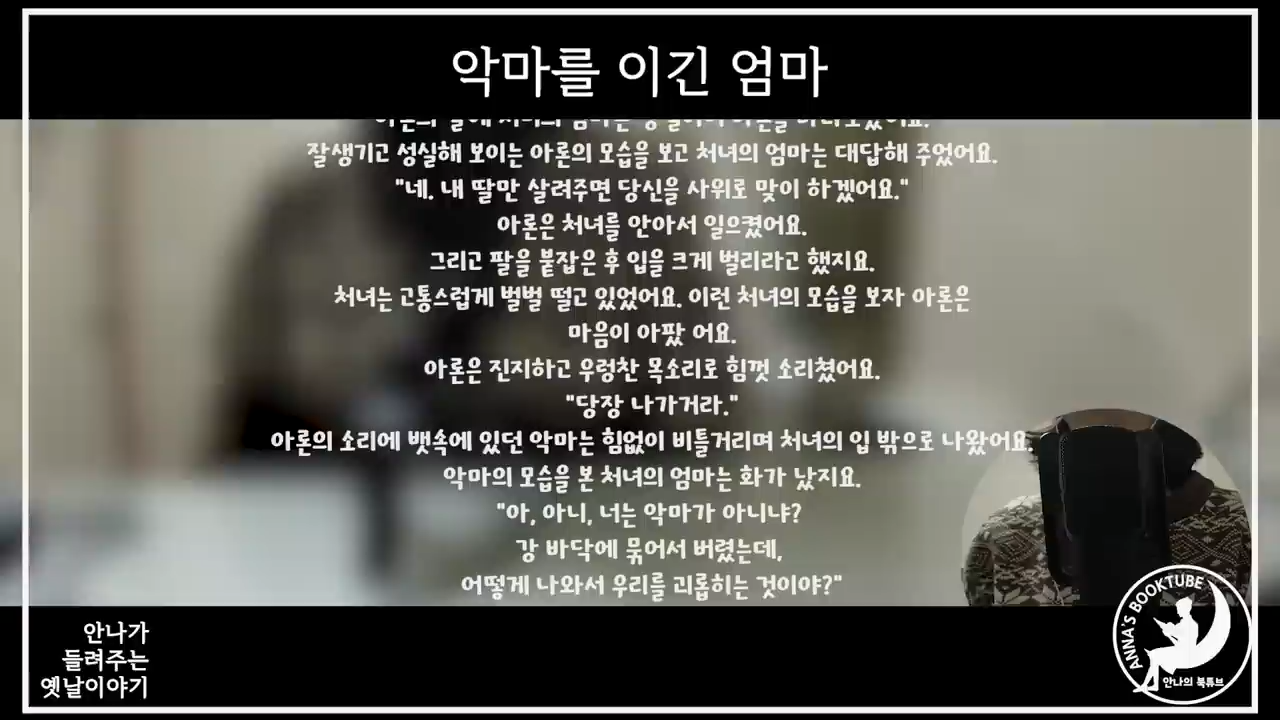 악마를 이긴 엄마
잘생기고 성실해 보이는 아론의 모습을 보고 처녀의 엄마는 대답해 주었어요.
"네. 내 딸만 살려주면 당신을 사위로 맞이 하겠어요."
아론은 처녀를 안아서 일으켰어요.
그리고 팔을 붙잡은 후 입을 크게 벌리라고 했지요.
처녀는 고통스럽게 벌벌 떨고 있었어요. 이런 처녀의 모습을 보자 아론은
마음이 아팠 어요.
아론은 진지하고 우렁찬 목소리로 힘껏 소리쳤어요.
"당장 나가거라."
아론의 소리에 뱃속에 있던 악마는 힘없이 비틀거리며 처녀의 입 밖으로 나왔어요.
악마의 모습을 본 처녀의 엄마는 화가 났지요.
"아, 아니, 너는 악마가 아니냐?
강 바닥에 묶어서 버렸는데,
어떻게 나와서 우리를 괴롭히는 것이야?"
안나가
들려주는
옛날이야기
ANNA'S BOOKTUBE
안나의 북튜브